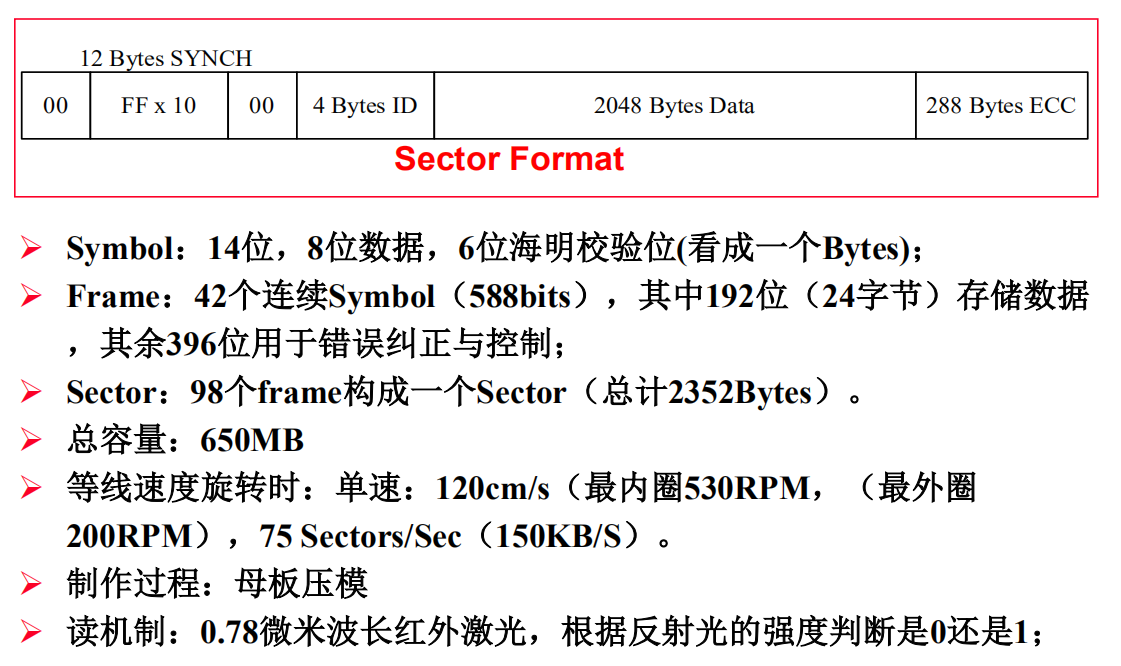 12 Bytes SYNCH
00 FF x 10 00 4 Bytes ID 2048 Bytes Data 288 Bytes ECC
Sector Format
➢ Symbol：14位，8位数据，6位海明校验位(看成一个Bytes)；
➢ Frame：42个连续Symbol（588bits），其中192位（24字节）存储数据
，其余396位用于错误纠正与控制；
➢ Sector：98个frame构成一个Sector（总计2352Bytes）。
➢ 总容量：650MB
➢ 等线速度旋转时：单速：120cm/s（最内圈530RPM，（最外圈
200RPM），75 Sectors/Sec（150KB/S）。
➢ 制作过程：母板压模
➢ 读机制：0.78微米波长红外激光，根据反射光的强度判断是0还是1；